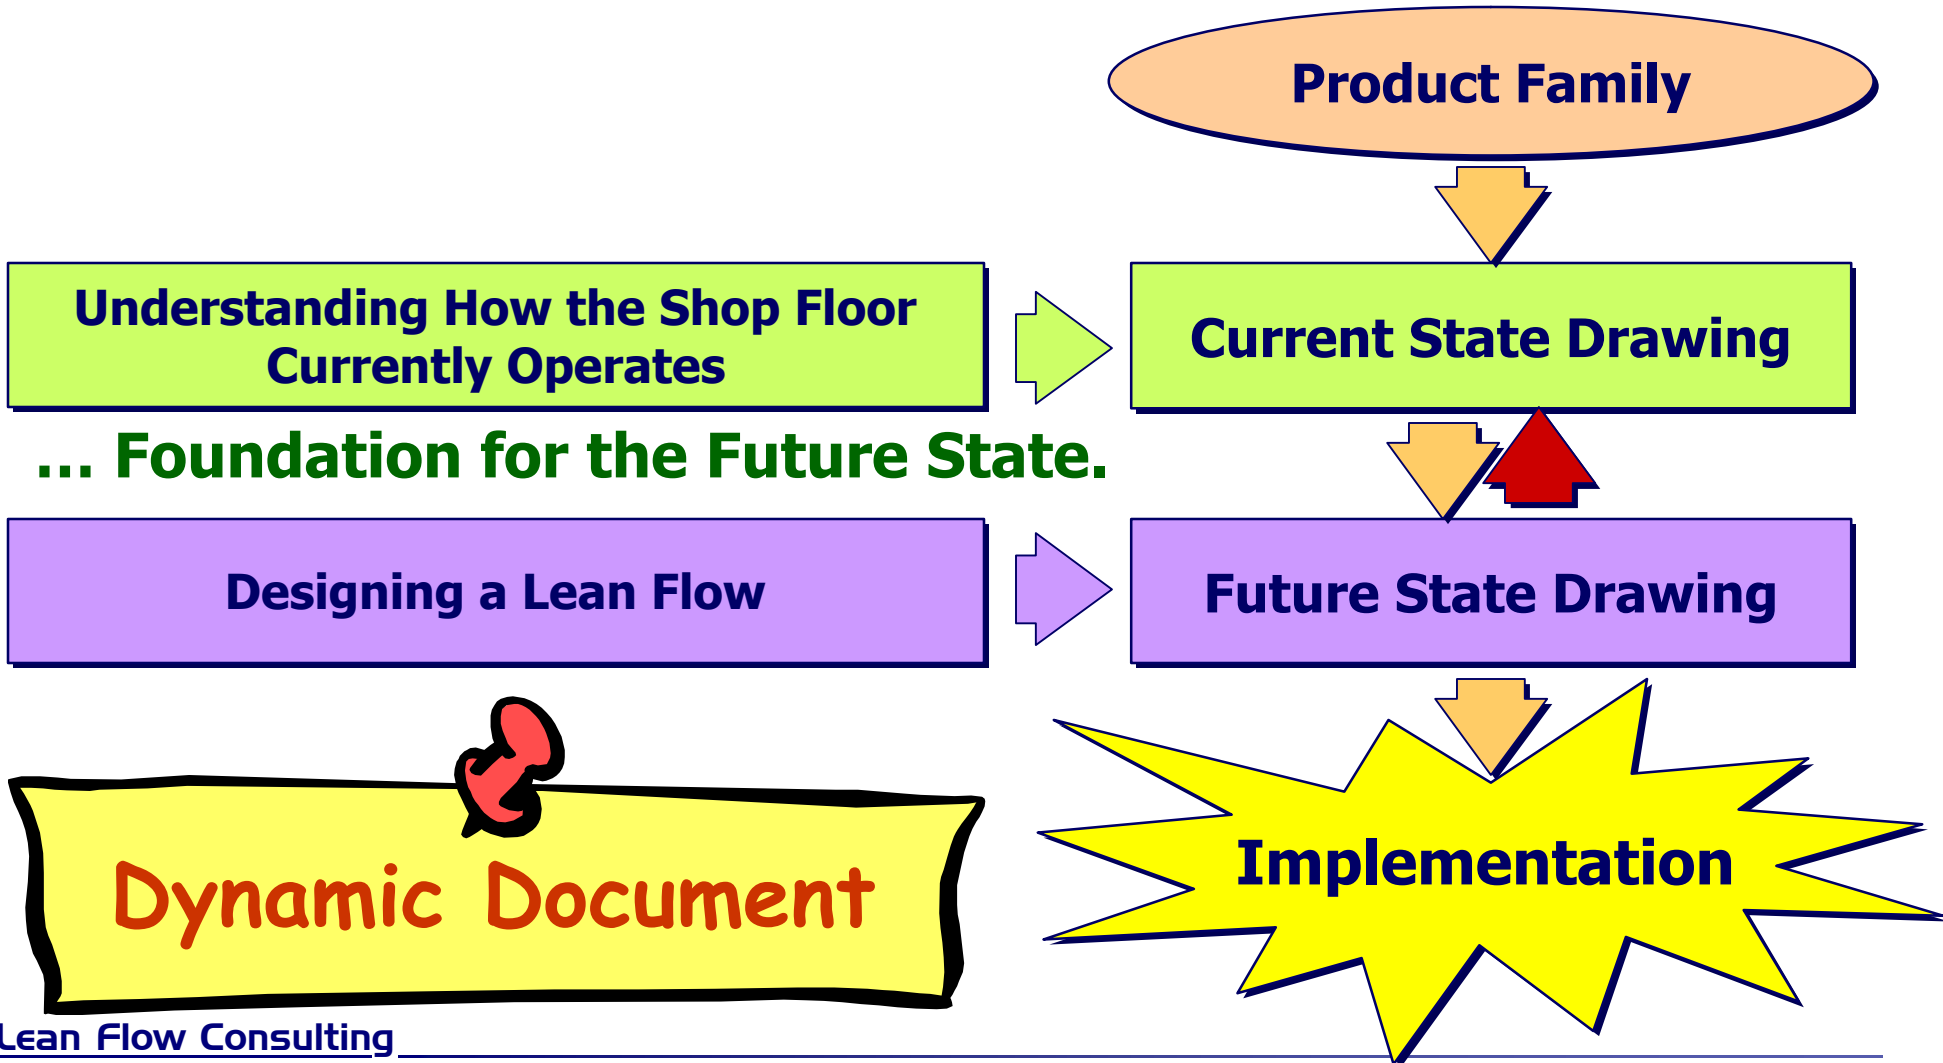 Product Family
Understanding How the Shop Floor
Currently Operates
Current State Drawing
... Foundation for the Future State.
Designing a Lean Flow
Future State Drawing
Dynamic Document
Implementation
Lean Flow Consulting